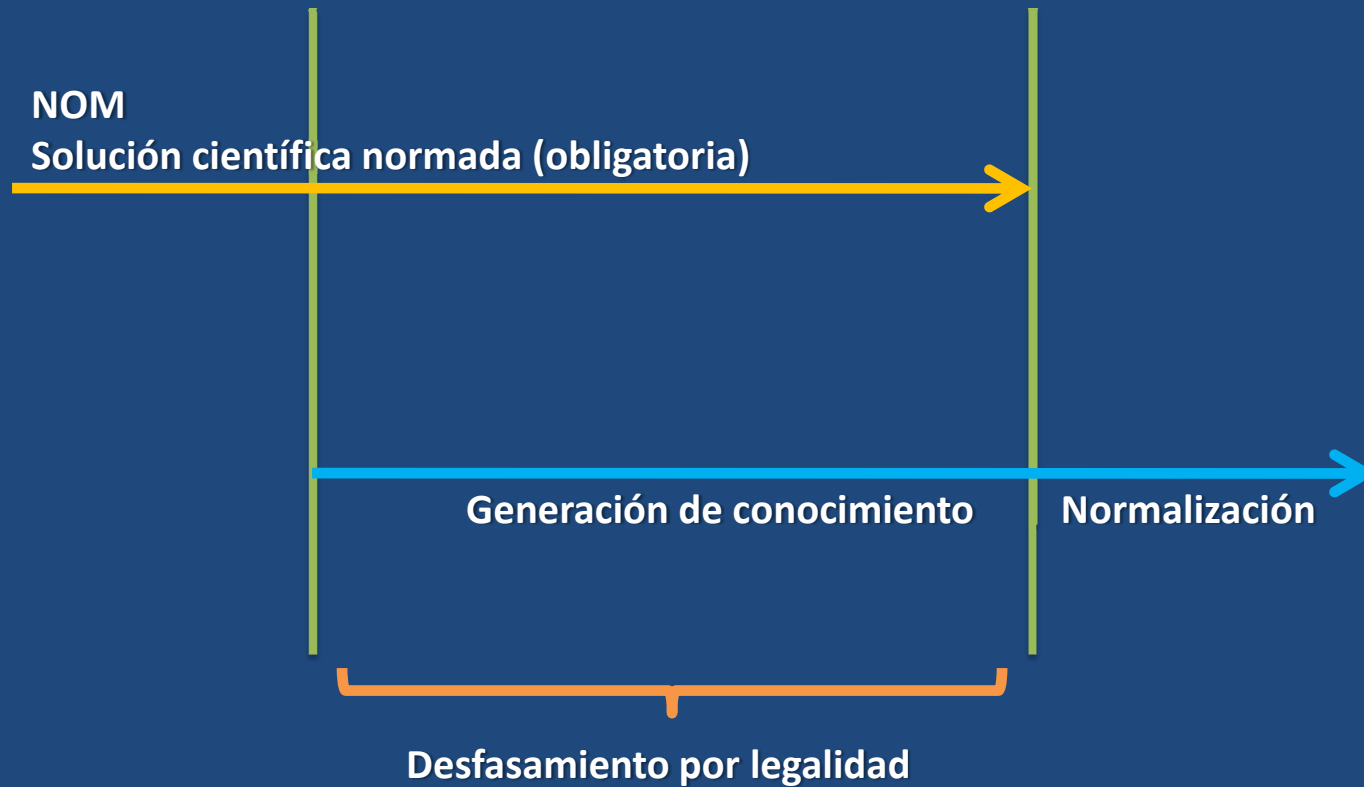 NOM
Solución científica normada (obligatoria)
Generación de conocimiento
Normalización
Desfasamiento por legalidad